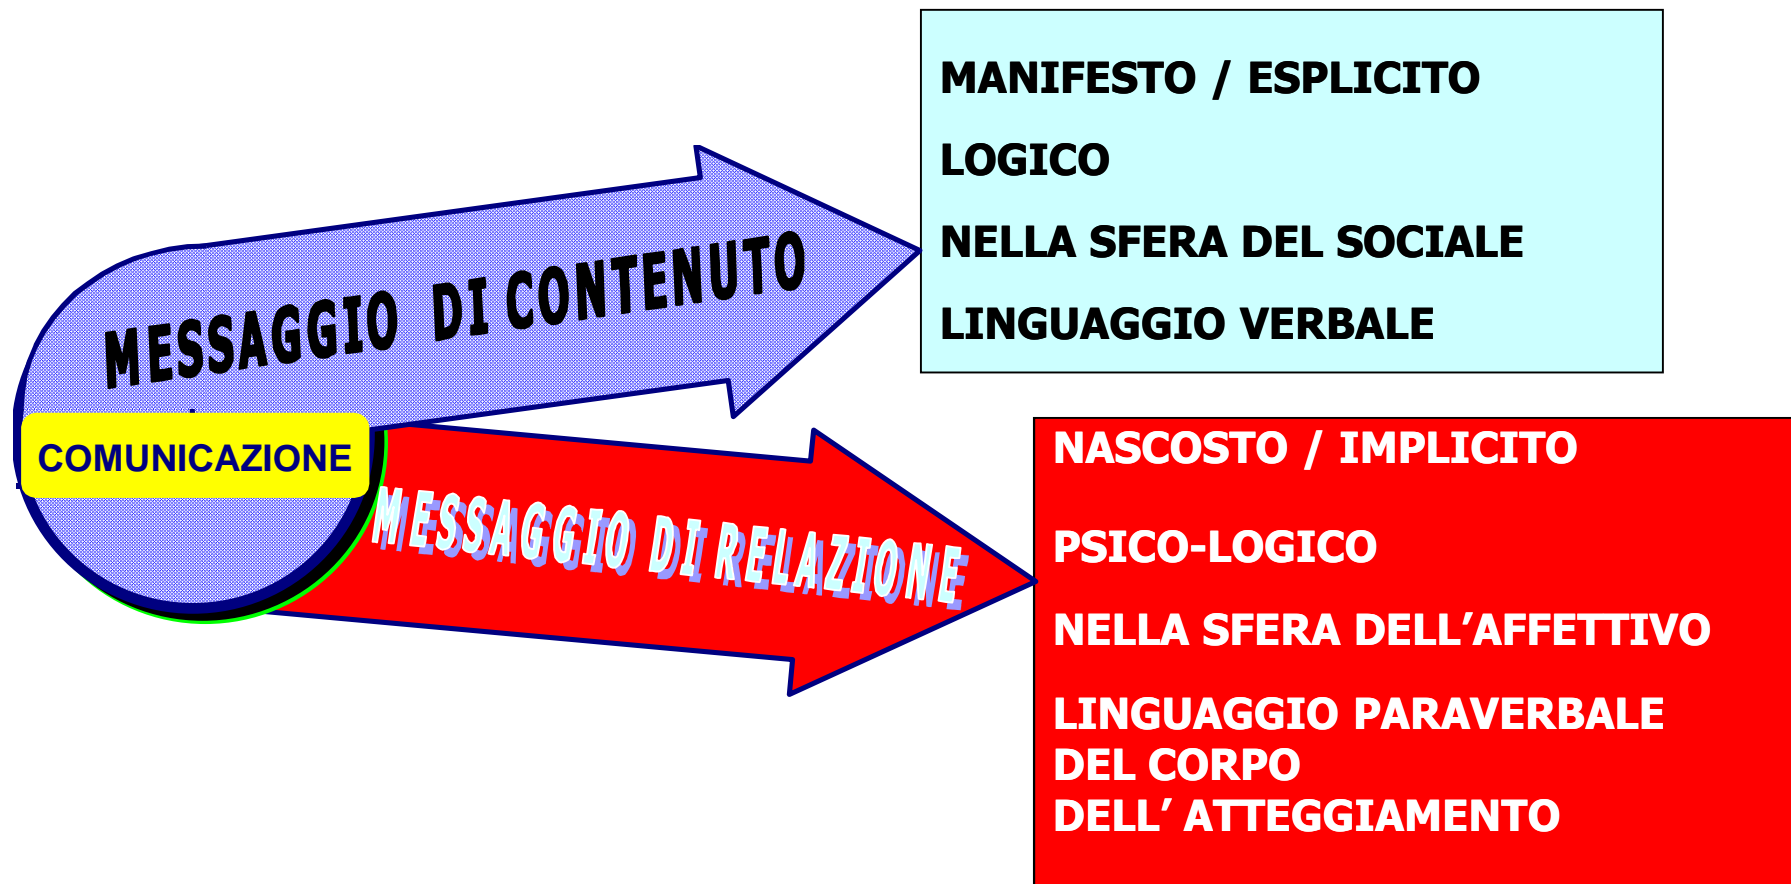 MANIFESTO / ESPLICITO
LOGICO
NELLA SFERA DEL SOCIALE
LINGUAGGIO VERBALE
MESSAGGIO DI CONTENUTO
COMUNICAZIONE
MESSAGGIO DI RELAZIONE
NASCOSTO / IMPLICITO
PSICO-LOGICO
NELLA SFERA DELL’AFFETTIVO
LINGUAGGIO PARAVERBALE
DEL CORPO
DELL’ ATTEGGIAMENTO